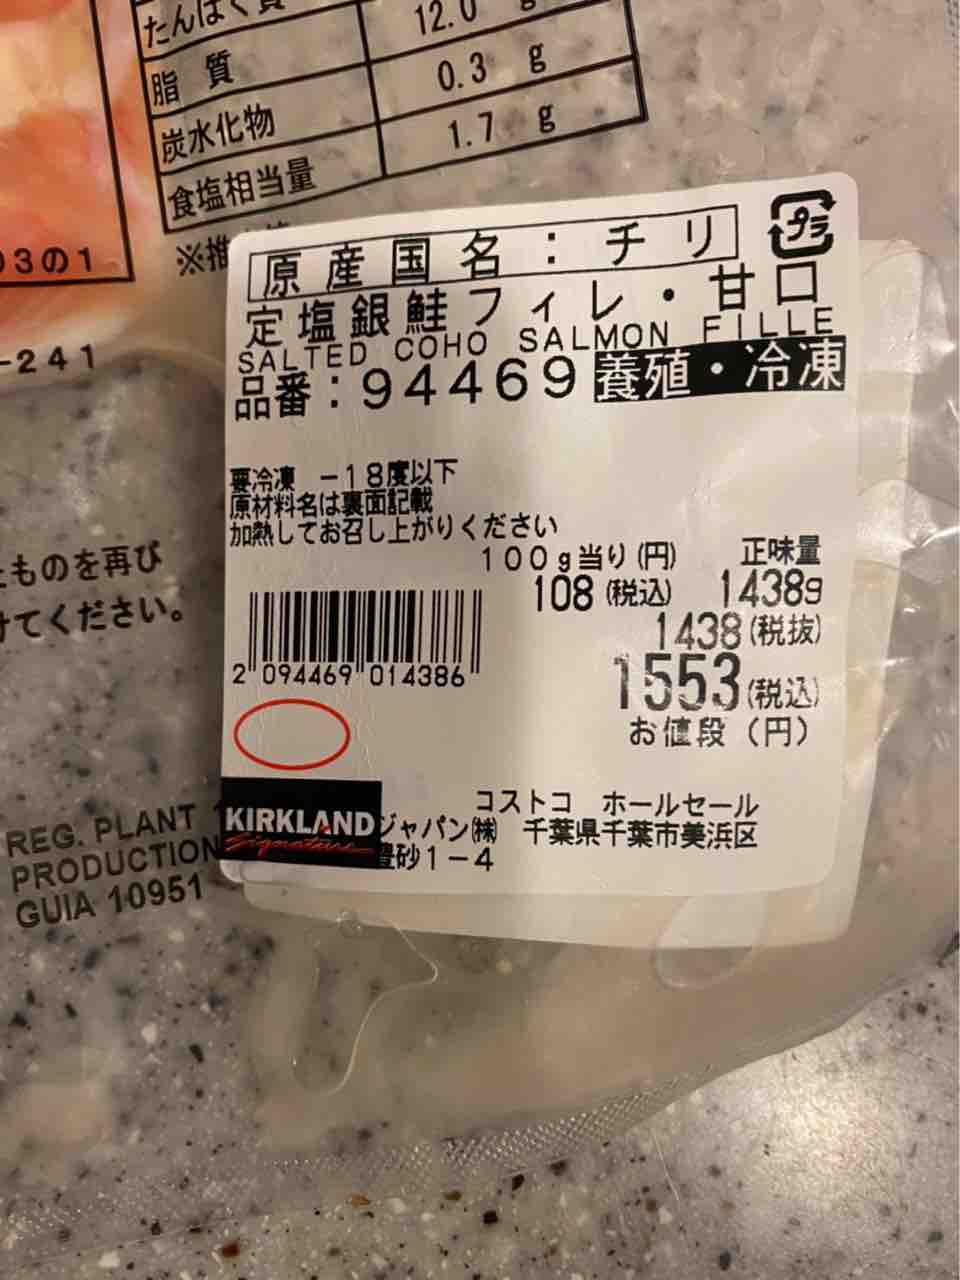 たんぱく質 12.0 g
脂 質 0.3 g
炭水化物 1.7 g
食塩相当量
※推
03の1
-241
原産国名：チリ
プラ
定塩銀鮭フィレ・甘口
SALTED COHO SALMON FILLE
品番：94469 養殖・冷凍
要冷凍 -18度以下
原材料名は裏面記載
加熱してお召し上がりください
100g当り(円) 正味量
108(税込) 1438g
1438(税抜)
1553(税込)
お値段(円)
2 094469 014386
たものを再び
けてください。
KIRKLAND
Signature
コストコ ホールセール
ジャパン㈱ 千葉県千葉市美浜区
豊砂1-4
REG. PLANT
PRODUCTION
GUIA 10951